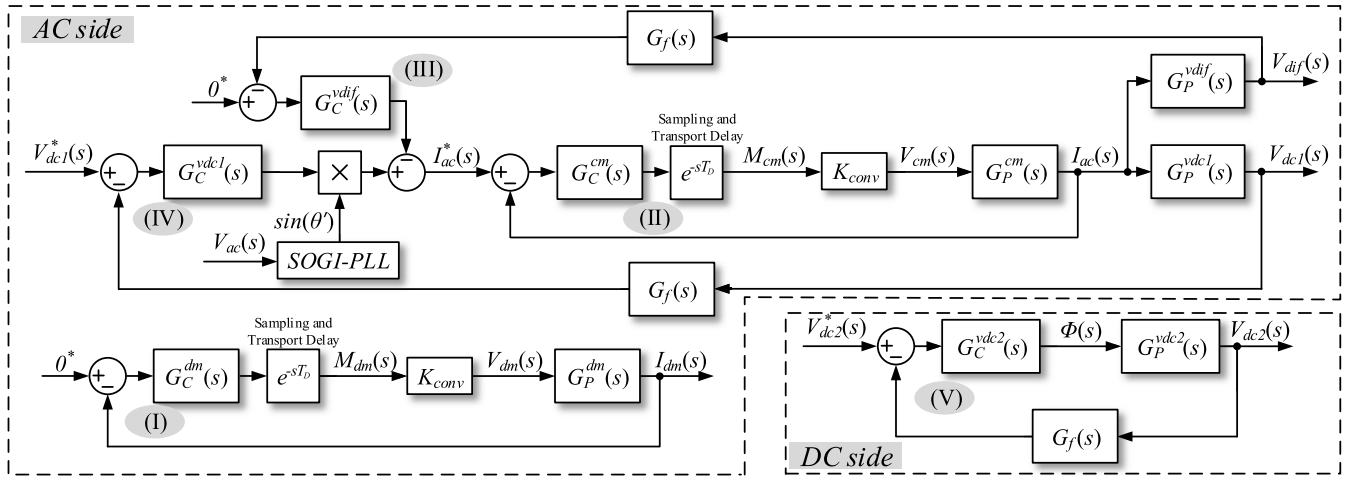 AC side
G_f(s)
V_dif(s)
(III)
0*
+
−
G_C^vdif(s)
G_P^vdif(s)
Sampling and
Transport Delay
V*_dc1(s)
+
−
G_C^vdc1(s)
×
−
+
I*_ac(s)
+
−
G_C^cm(s)
e^-sT_D
M_cm(s)
K_conv
V_cm(s)
G_P^cm(s)
I_ac(s)
G_P^vdc1(s)
V_dc1(s)
(IV)
sin(θ')
(II)
V_ac(s)
SOGI-PLL
G_f(s)
Sampling and
Transport Delay
0*
+
−
G_C^dm(s)
e^-sT_D
M_dm(s)
K_conv
V_dm(s)
G_P^dm(s)
I_dm(s)
(I)
V*_dc2(s)
+
−
G_C^vdc2(s)
Φ(s)
G_P^vdc2(s)
V_dc2(s)
(V)
G_f(s)
DC side